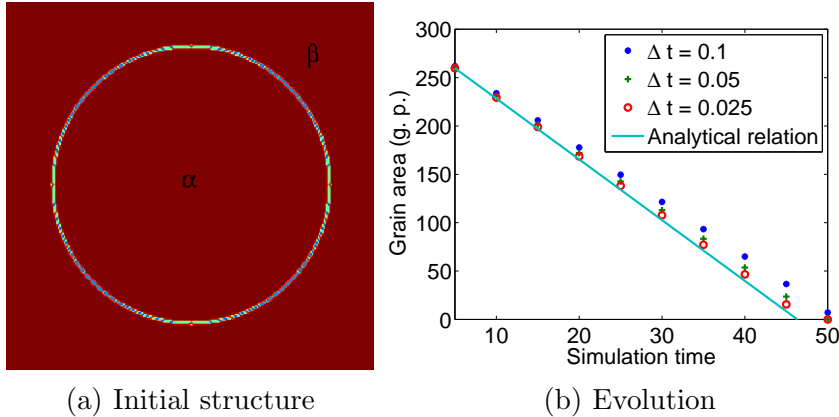 β
α
(a) Initial structure
300
250
200
150
100
50
0
Grain area (g. p.)
10 20 30 40 50
Simulation time
Δ t = 0.1
Δ t = 0.05
Δ t = 0.025
Analytical relation
(b) Evolution